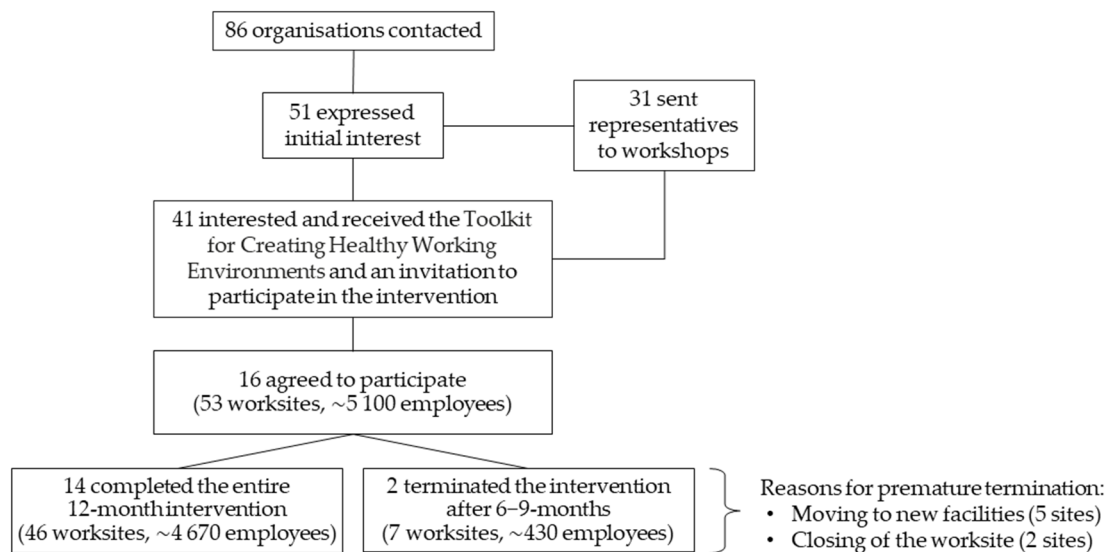 86 organisations contacted
51 expressed
initial interest
31 sent
representatives
to workshops
41 interested and received the Toolkit
for Creating Healthy Working
Environments and an invitation to
participate in the intervention
16 agreed to participate
(53 worksites, ~5 100 employees)
14 completed the entire
12-month intervention
(46 worksites, ~4 670 employees)
2 terminated the intervention
after 6–9-months
(7 worksites, ~430 employees)
Reasons for premature termination:
• Moving to new facilities (5 sites)
• Closing of the worksite (2 sites)